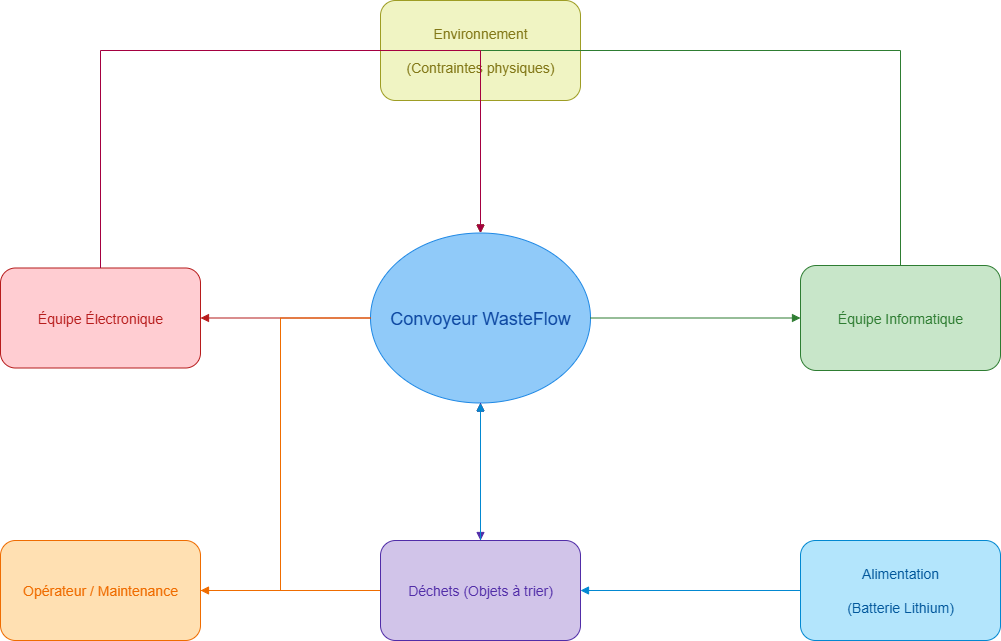 Environnement
(Contraintes physiques)
Équipe Électronique
Convoyeur WasteFlow
Équipe Informatique
Opérateur / Maintenance
Déchets (Objets à trier)
Alimentation
(Batterie Lithium)